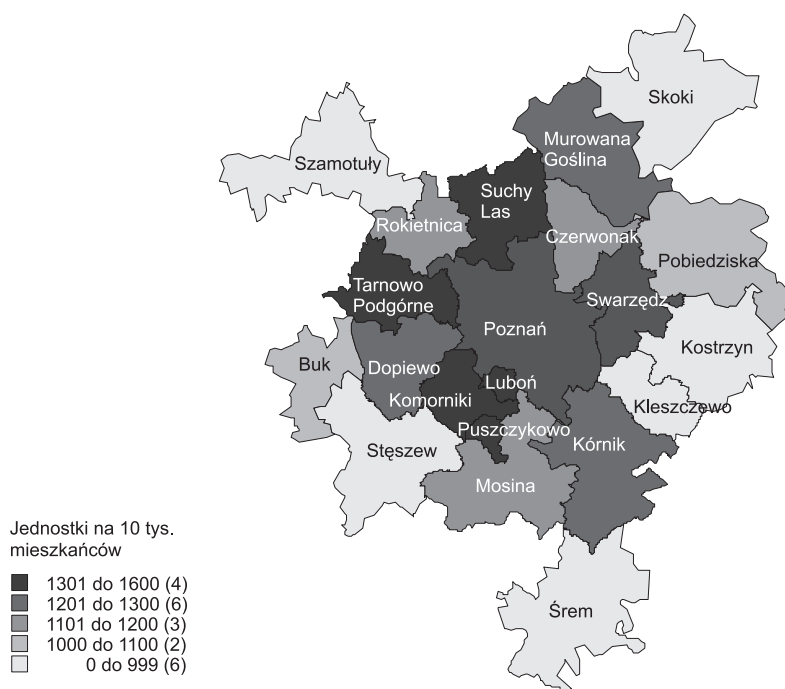 Skoki
Murowana
Goślina
Szamotuły
Suchy
Las
Rokietnica
Czerwonak
Pobiedziska
Tarnowo
Podgórne
Swarzędz
Poznań
Kostrzyn
Buk
Dopiewo
Luboń
Komorniki
Kleszczewo
Puszczykowo
Stęszew
Kórnik
Mosina
Śrem
Jednostki na 10 tys.
mieszkańców
1301 do 1600 (4)
1201 do 1300 (6)
1101 do 1200 (3)
1000 do 1100 (2)
0 do 999 (6)